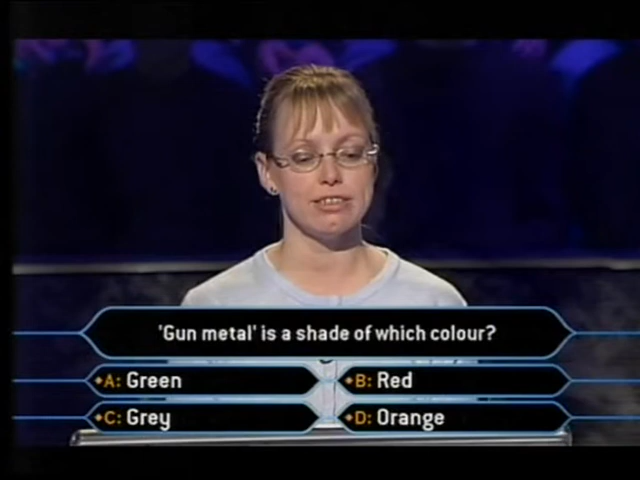 'Gun metal' is a shade of which colour?
A: Green
B: Red
C: Grey
D: Orange